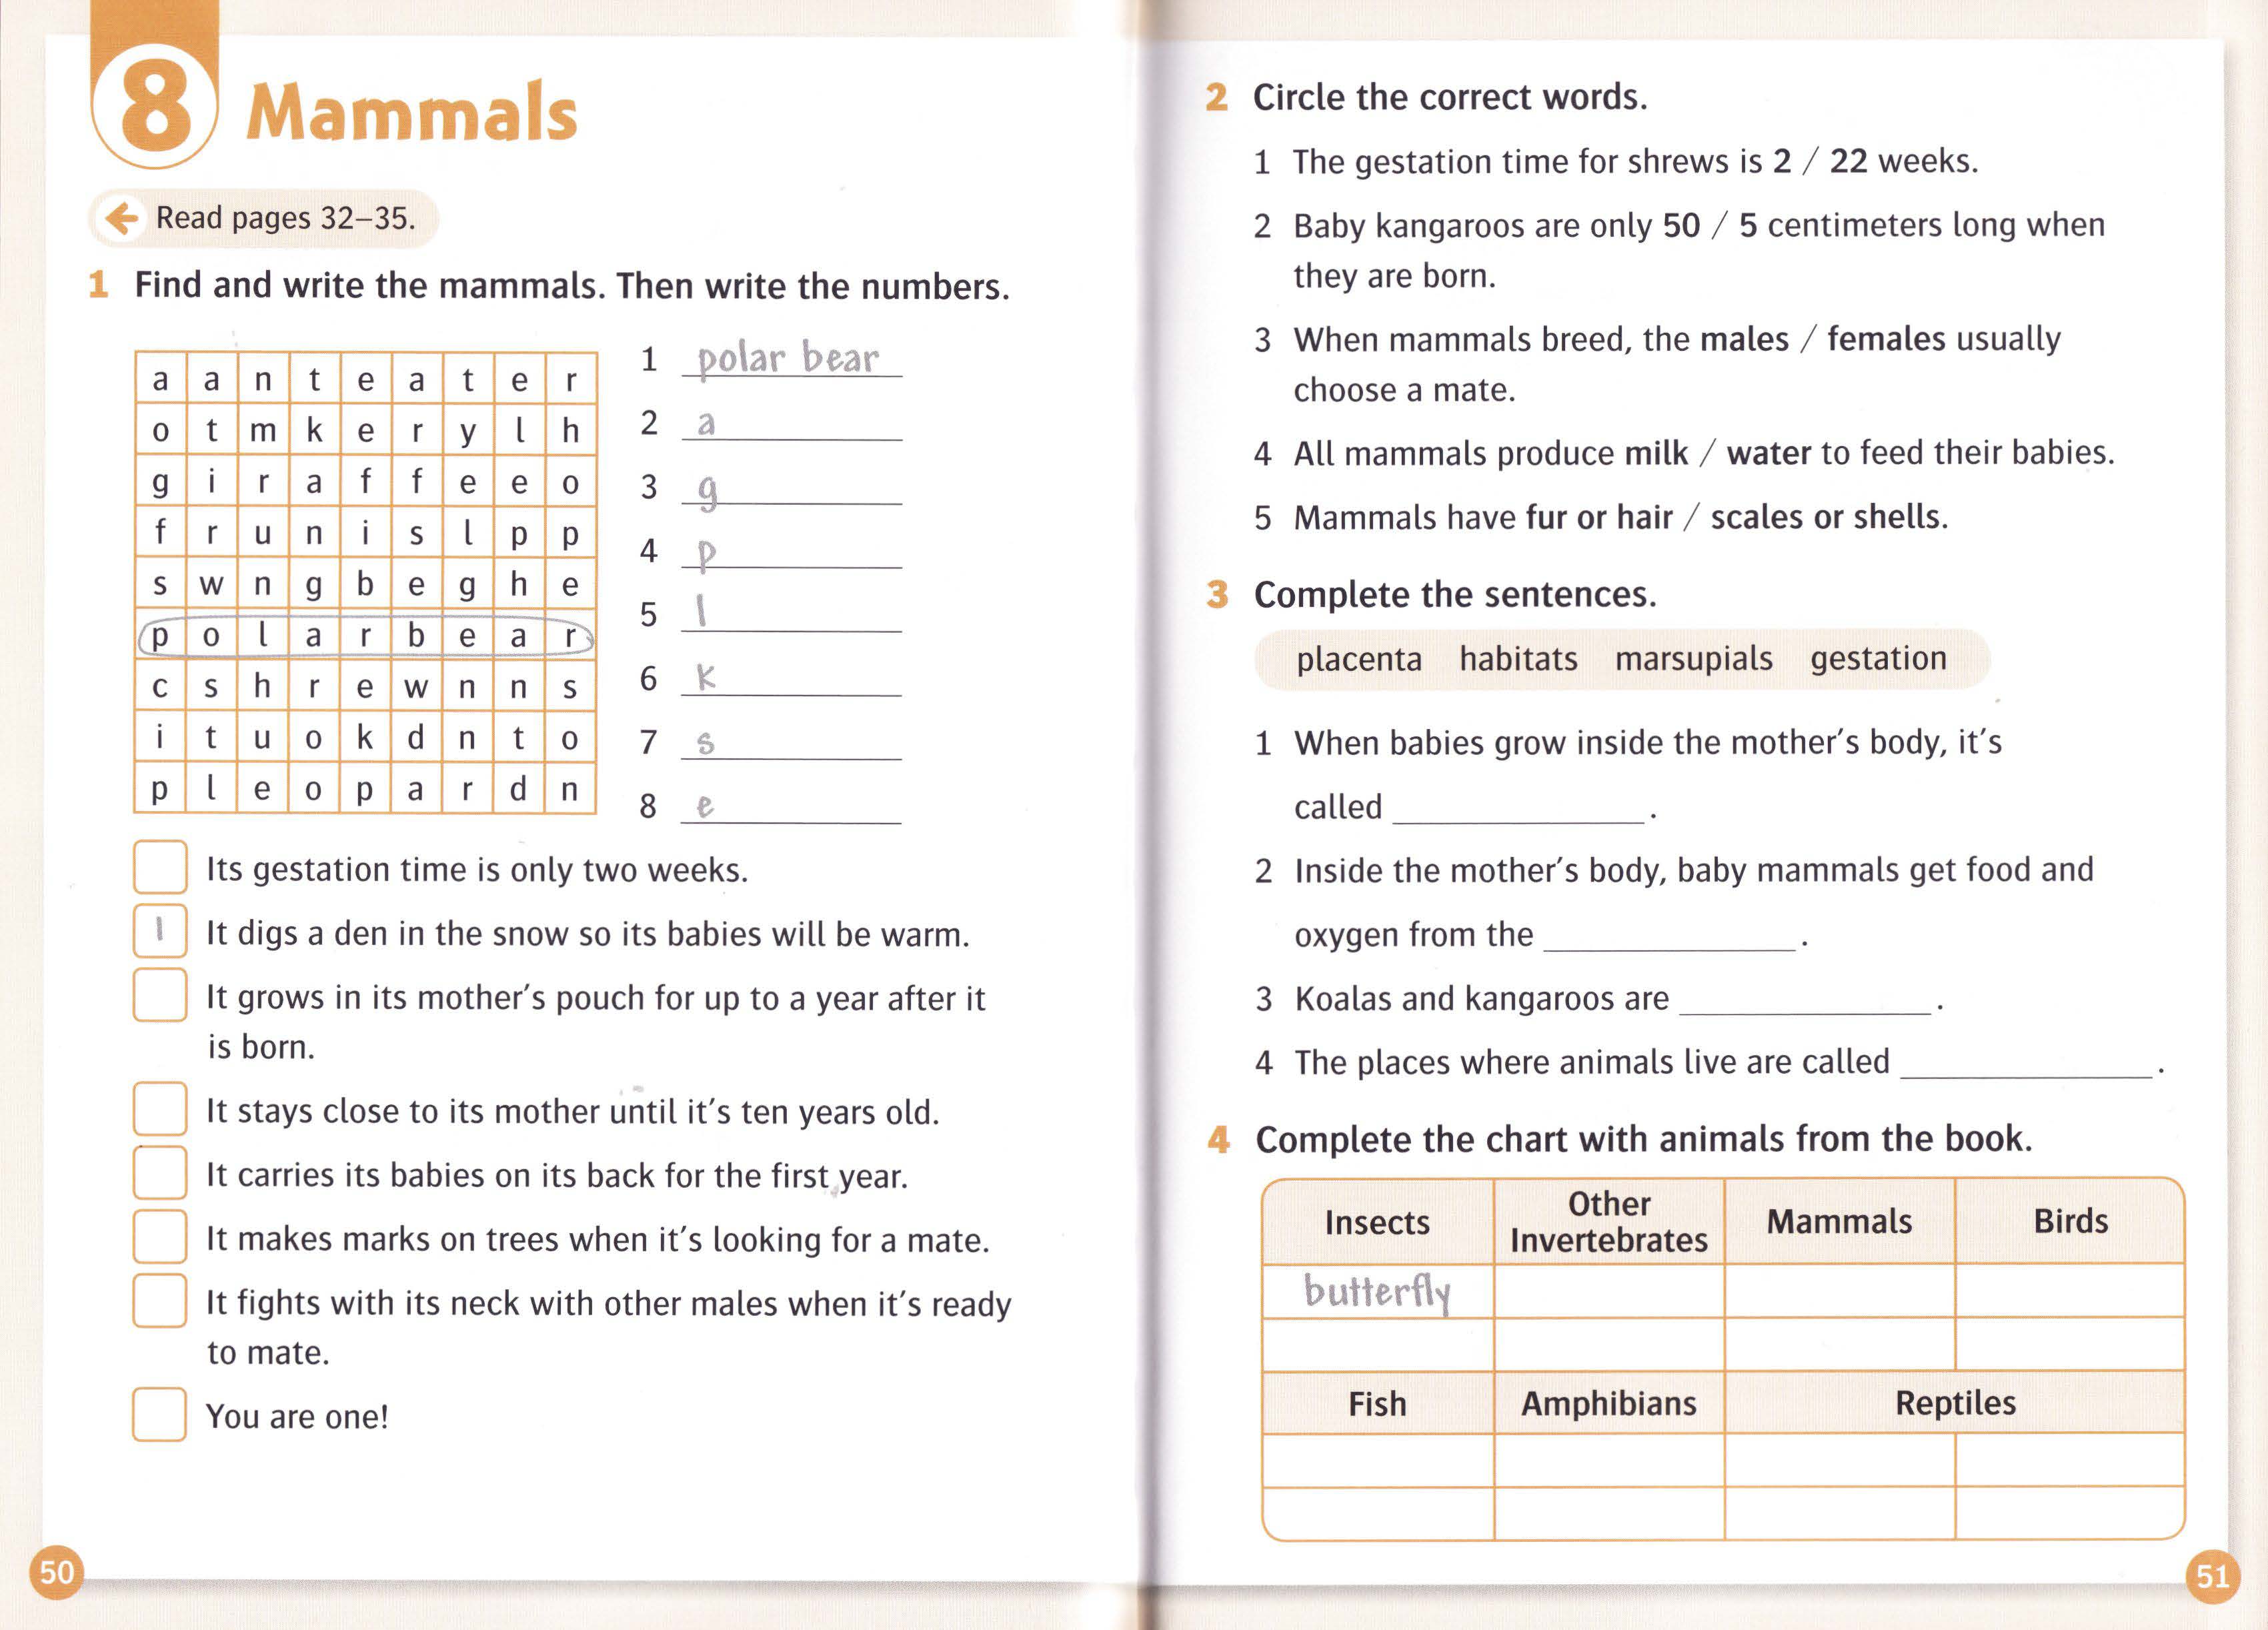 8 Mammals
Read pages 32–35.
1 Find and write the mammals. Then write the numbers.
a a n t e a t e r
o t m k e r y l h
g i r a f f e e o
f r u n i s l p p
s w n g b e g h e
p o l a r b e a r
c s h r e w n n s
i t u o k d n t o
p l e o p a r d n
1 polar bear
2 a
3 g
4 p
5 l
6 k
7 s
8 e
Its gestation time is only two weeks.
1 It digs a den in the snow so its babies will be warm.
It grows in its mother's pouch for up to a year after it
is born.
It stays close to its mother until it's ten years old.
It carries its babies on its back for the first year.
It makes marks on trees when it's looking for a mate.
It fights with its neck with other males when it's ready
to mate.
You are one!
50
2 Circle the correct words.
1 The gestation time for shrews is 2 / 22 weeks.
2 Baby kangaroos are only 50 / 5 centimeters long when
they are born.
3 When mammals breed, the males / females usually
choose a mate.
4 All mammals produce milk / water to feed their babies.
5 Mammals have fur or hair / scales or shells.
3 Complete the sentences.
placenta habitats marsupials gestation
1 When babies grow inside the mother's body, it's
called ______.
2 Inside the mother's body, baby mammals get food and
oxygen from the ______.
3 Koalas and kangaroos are ______.
4 The places where animals live are called ______.
4 Complete the chart with animals from the book.
Insects Other Invertebrates Mammals Birds
butterfly
Fish Amphibians Reptiles
51